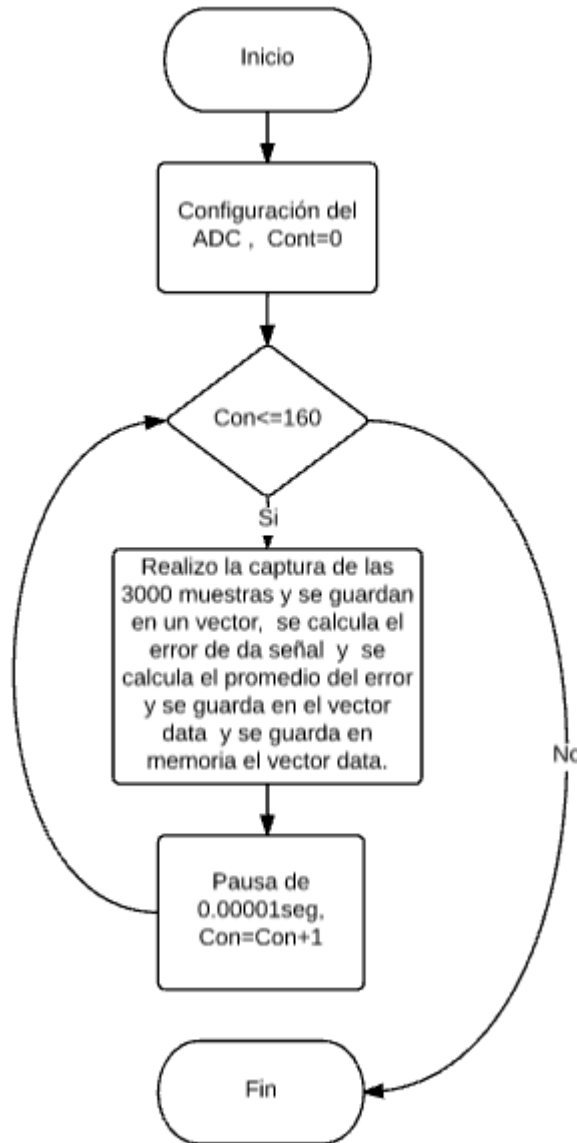 Inicio
Configuración del
ADC , Cont=0
Con<=160
Si
Realizo la captura de las
3000 muestras y se guardan
en un vector, se calcula el
error de da señal y se
calcula el promedio del error
y se guarda en el vector
data y se guarda en
memoria el vector data.
No
Pausa de
0.00001seg,
Con=Con+1
Fin